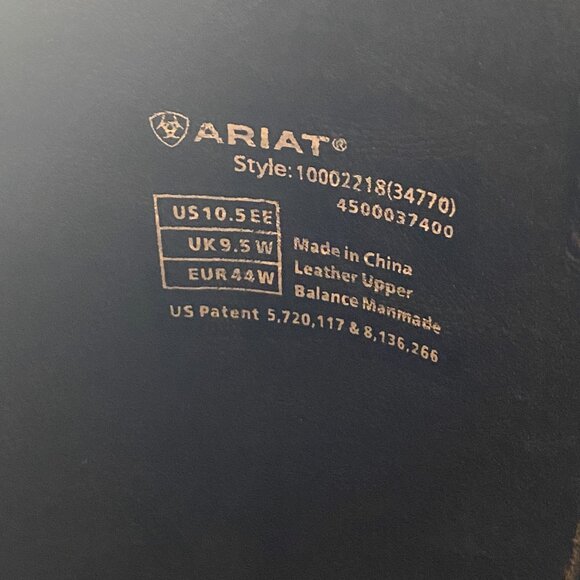 ARIAT®
Style: 10002218(34770)
4500037400
US10.5EE
UK9.5W
EUR44W
Made in China
Leather Upper
Balance Manmade
US Patent 5,720,117 & 8,136,266